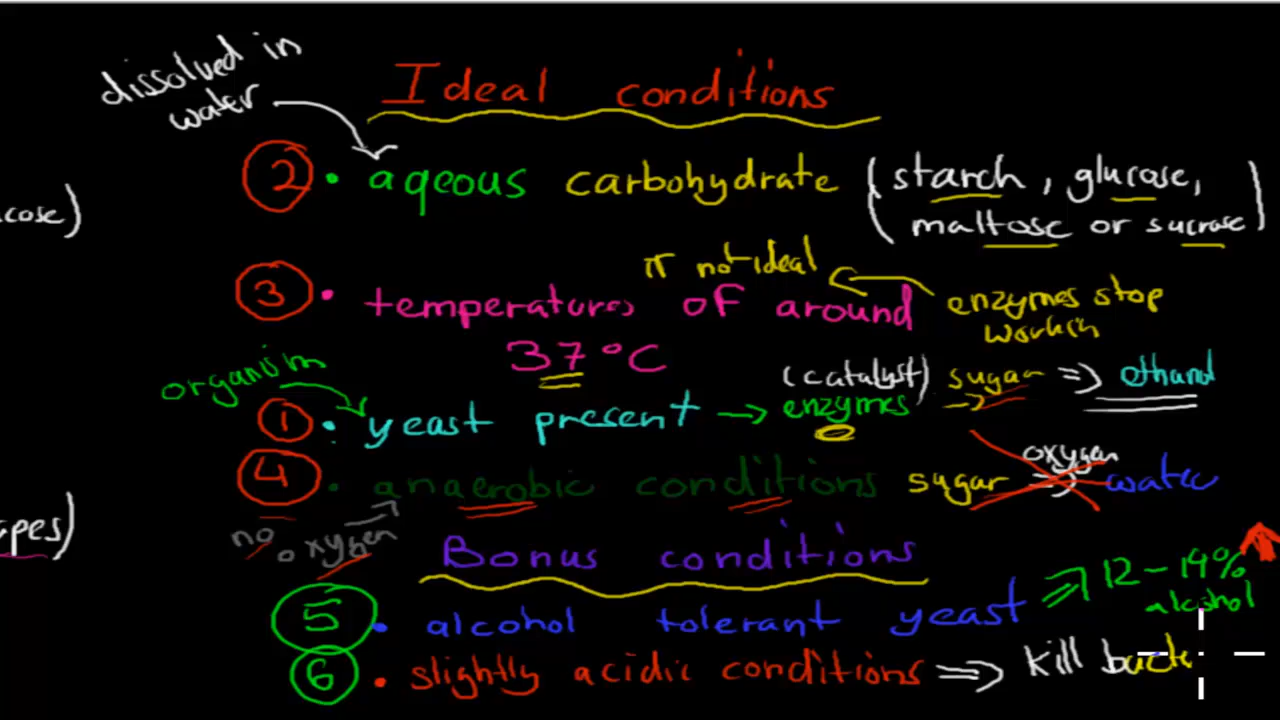 dissolved in
water
Ideal conditions
2 • aqeous carbohydrate (starch, glucose,
maltose or sucrose)
cose)
if not ideal
3 • temperatures of around
37°C
enzymes stop
workin
organism
1 • yeast present → enzymes → sugar ⇒ ethanol
(catalyst)
4 • anaerobic conditions
sugar ⇒ water
oxygen
no oxygen
apes)
Bonus conditions
5 • alcohol tolerant yeast ⇒ 12-14%
alcohol
6 • slightly acidic conditions ⇒ kill bacte